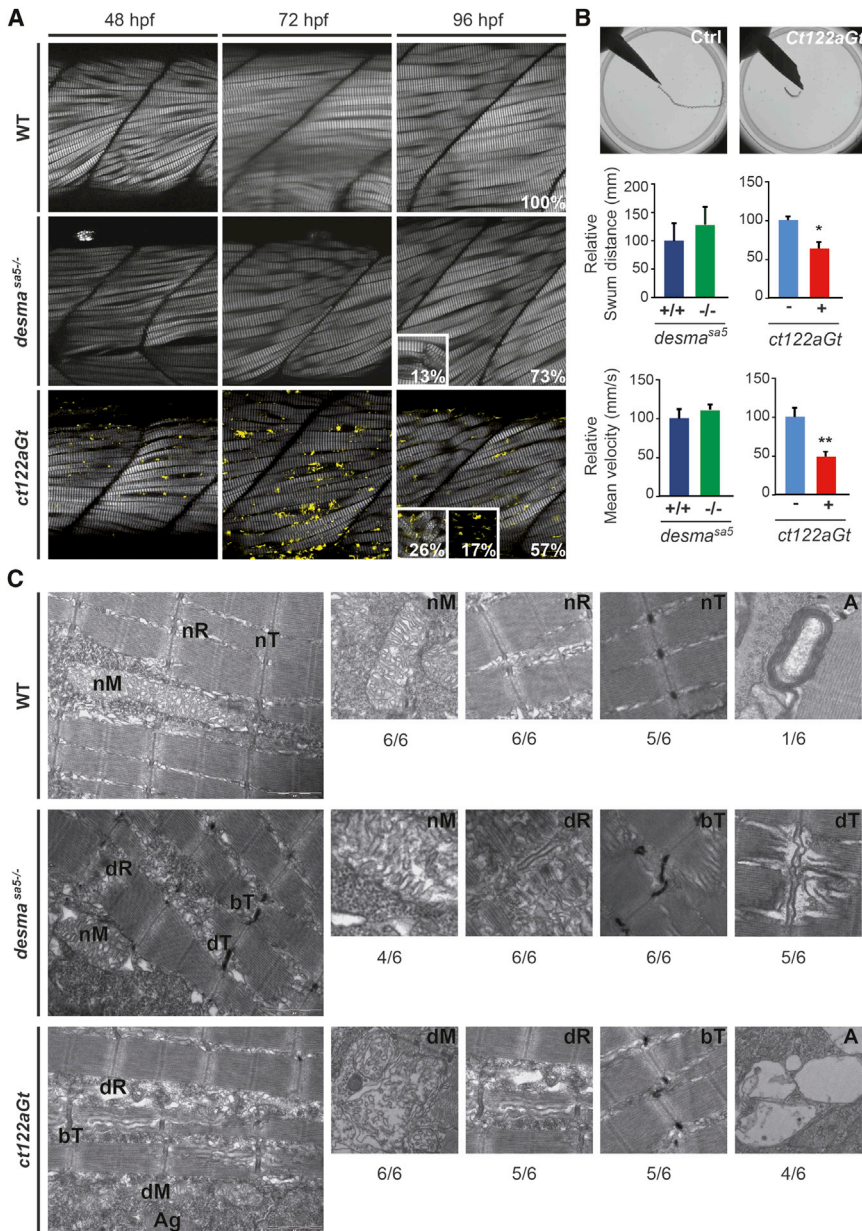 A
48 hpf
72 hpf
96 hpf
WT
100%
desma sa5-/-
13%
73%
ct122aGt
26%
17%
57%
B
Ctrl
Ct122aGt
Relative
Swum distance (mm)
200
150
100
50
0
+/+
-/-
desma sa5
150
100
50
0
*
-
+
ct122aGt
Relative
Mean velocity (mm/s)
150
100
50
0
+/+
-/-
desma sa5
150
100
50
0
**
-
+
ct122aGt
C
WT
nR
nT
nM
nM
nR
nT
A
6/6
6/6
5/6
1/6
desma sa5-/-
dR
bT
nM
dT
nM
dR
bT
dT
4/6
6/6
6/6
5/6
ct122aGt
dR
bT
dM
Ag
dM
dR
bT
A
6/6
5/6
5/6
4/6